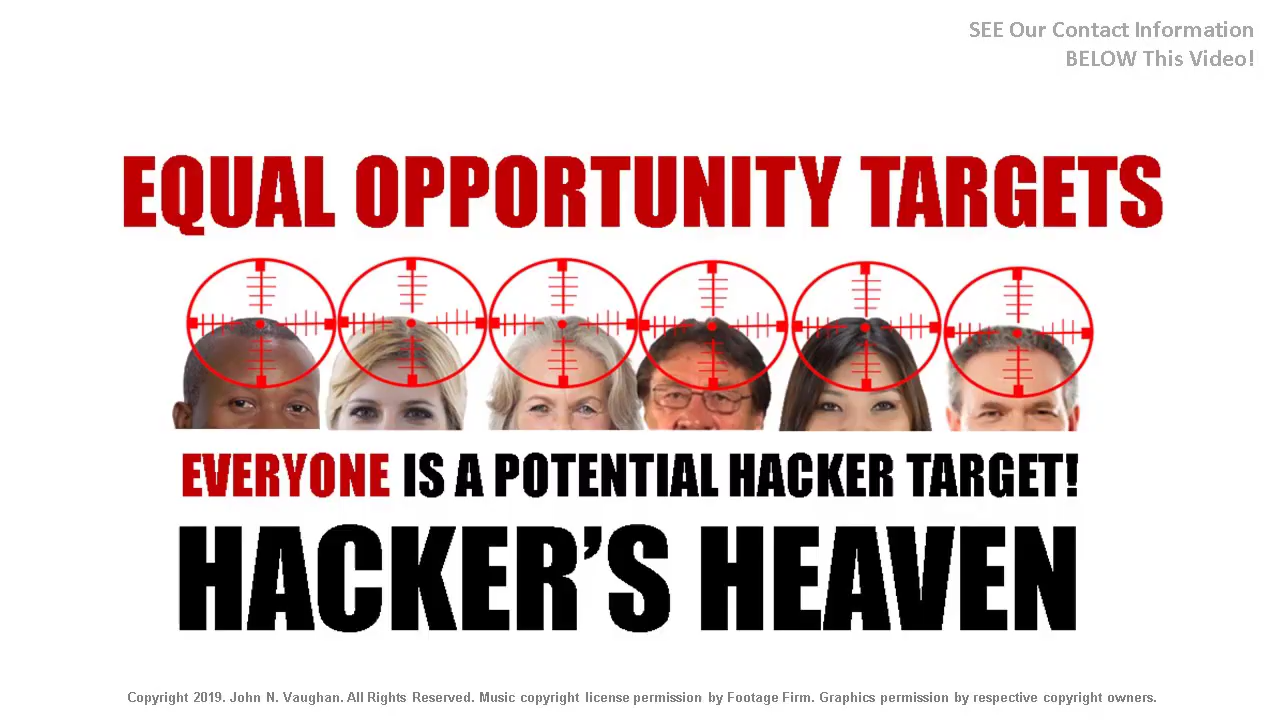 SEE Our Contact Information
BELOW This Video!
EQUAL OPPORTUNITY TARGETS
EVERYONE IS A POTENTIAL HACKER TARGET!
HACKER'S HEAVEN
Copyright 2019. John N. Vaughan. All Rights Reserved. Music copyright license permission by Footage Firm. Graphics permission by respective copyright owners.